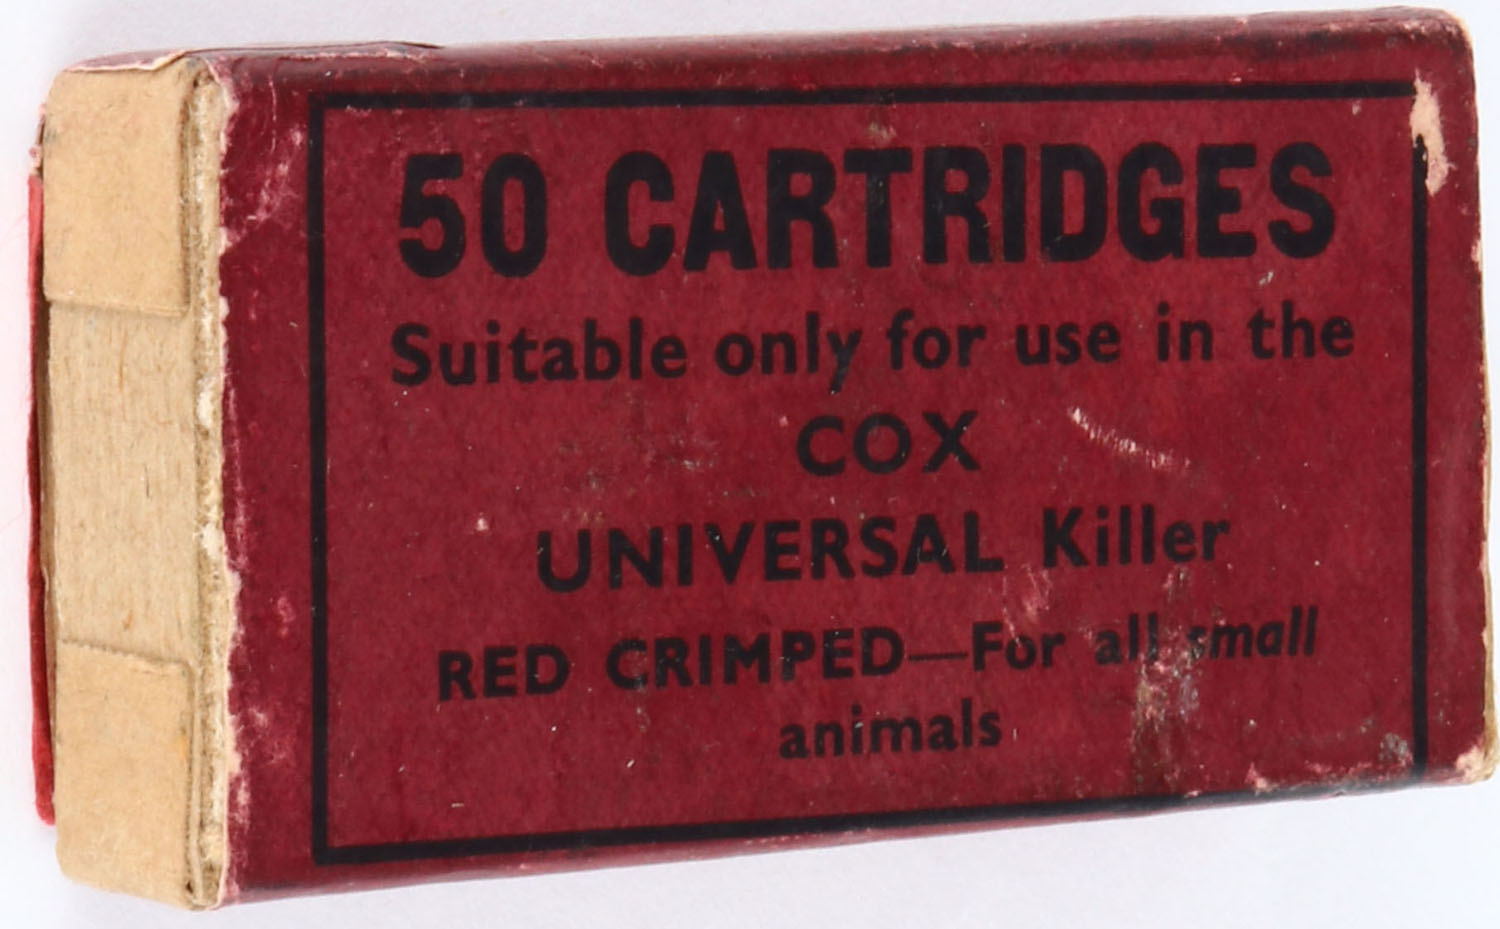 50 CARTRIDGES
Suitable only for use in the
COX
UNIVERSAL Killer
RED CRIMPED—For all small
animals